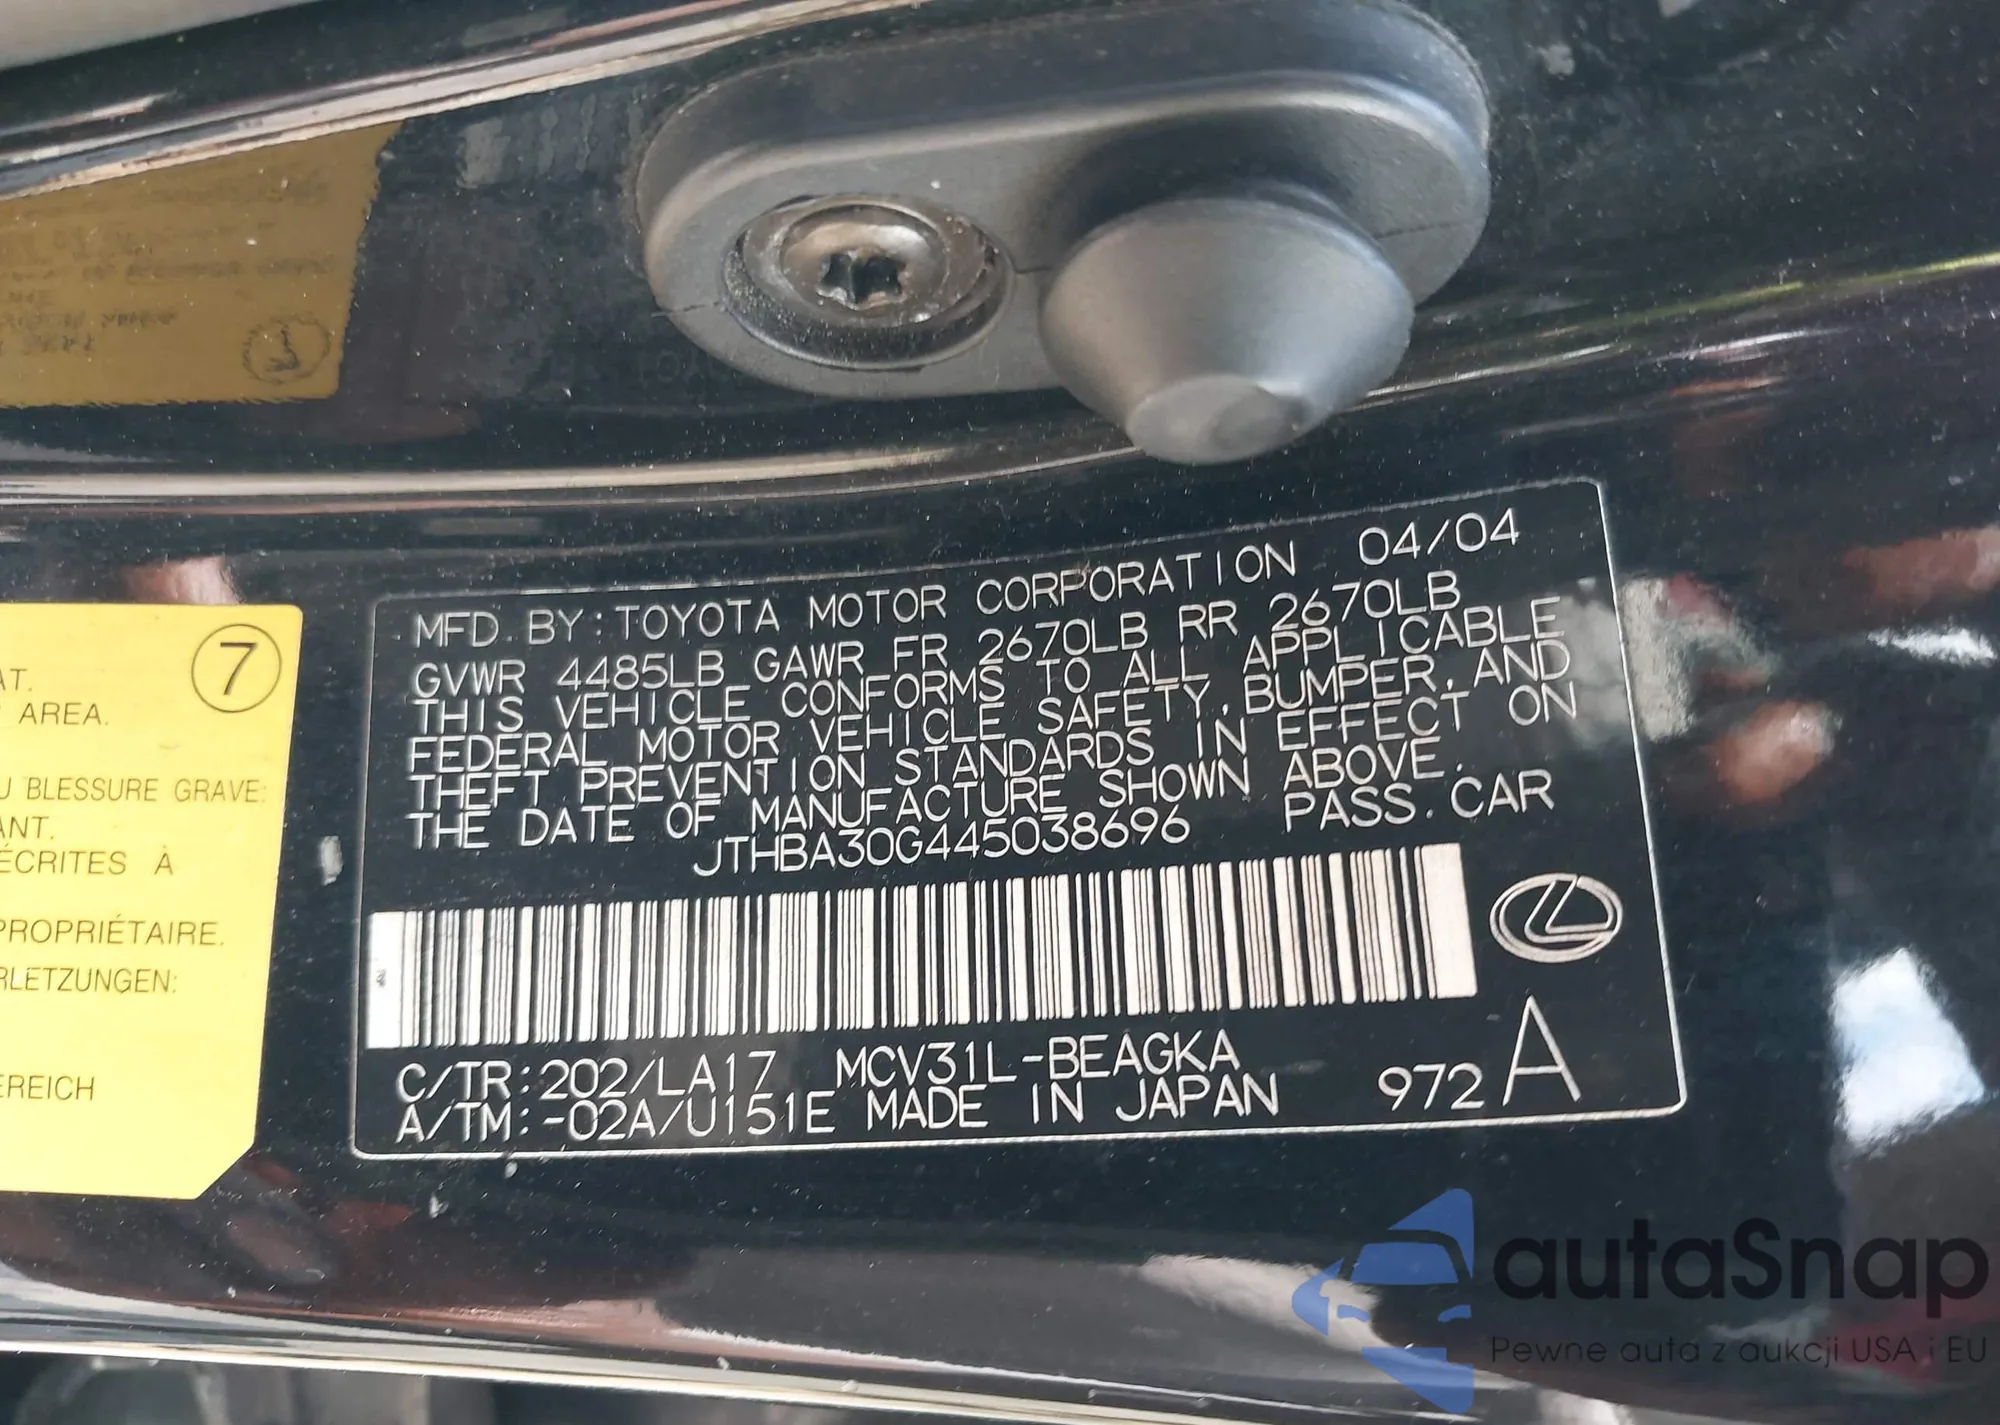 MFD. BY: TOYOTA MOTOR CORPORATION 04/04
GVWR 4485LB GAWR FR 2670LB RR 2670LB
THIS VEHICLE CONFORMS TO ALL APPLICABLE
FEDERAL MOTOR VEHICLE SAFETY, BUMPER, AND
THEFT PREVENTION STANDARDS IN EFFECT ON
THE DATE OF MANUFACTURE SHOWN ABOVE.
JTHBA30G445038696 PASS. CAR
C/TR: 202/LA17 MCV31L-BEAGKA
A/TM: -02A/U151E MADE IN JAPAN 972 A
7
AT.
AREA.
U BLESSURE GRAVE:
ANT.
ÉCRITES À
PROPRIÉTAIRE.
RLETZUNGEN:
EREICH
autaSnap
Pewne auta z aukcji USA i EU